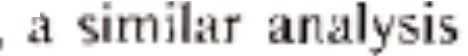 , a similar analysis